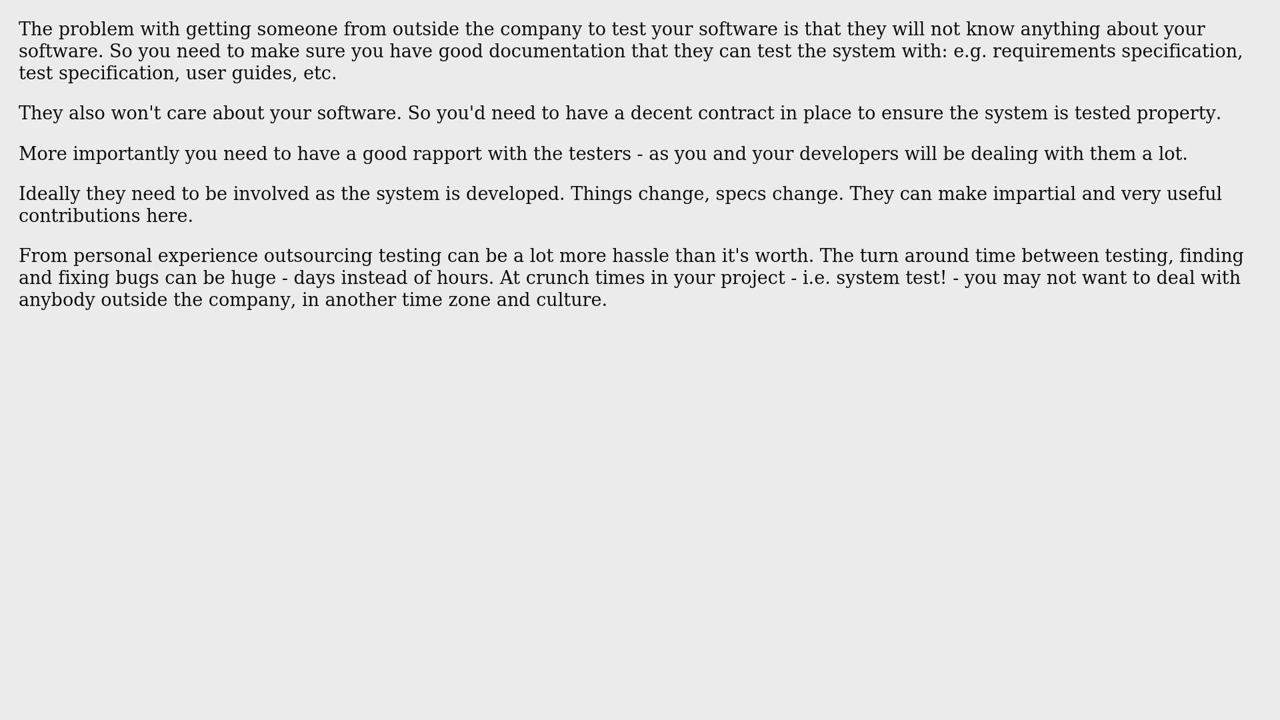 The problem with getting someone from outside the company to test your software is that they will not know anything about your
software. So you need to make sure you have good documentation that they can test the system with: e.g. requirements specification,
test specification, user guides, etc.
They also won't care about your software. So you'd need to have a decent contract in place to ensure the system is tested property.
More importantly you need to have a good rapport with the testers - as you and your developers will be dealing with them a lot.
Ideally they need to be involved as the system is developed. Things change, specs change. They can make impartial and very useful
contributions here.
From personal experience outsourcing testing can be a lot more hassle than it's worth. The turn around time between testing, finding
and fixing bugs can be huge - days instead of hours. At crunch times in your project - i.e. system test! - you may not want to deal with
anybody outside the company, in another time zone and culture.